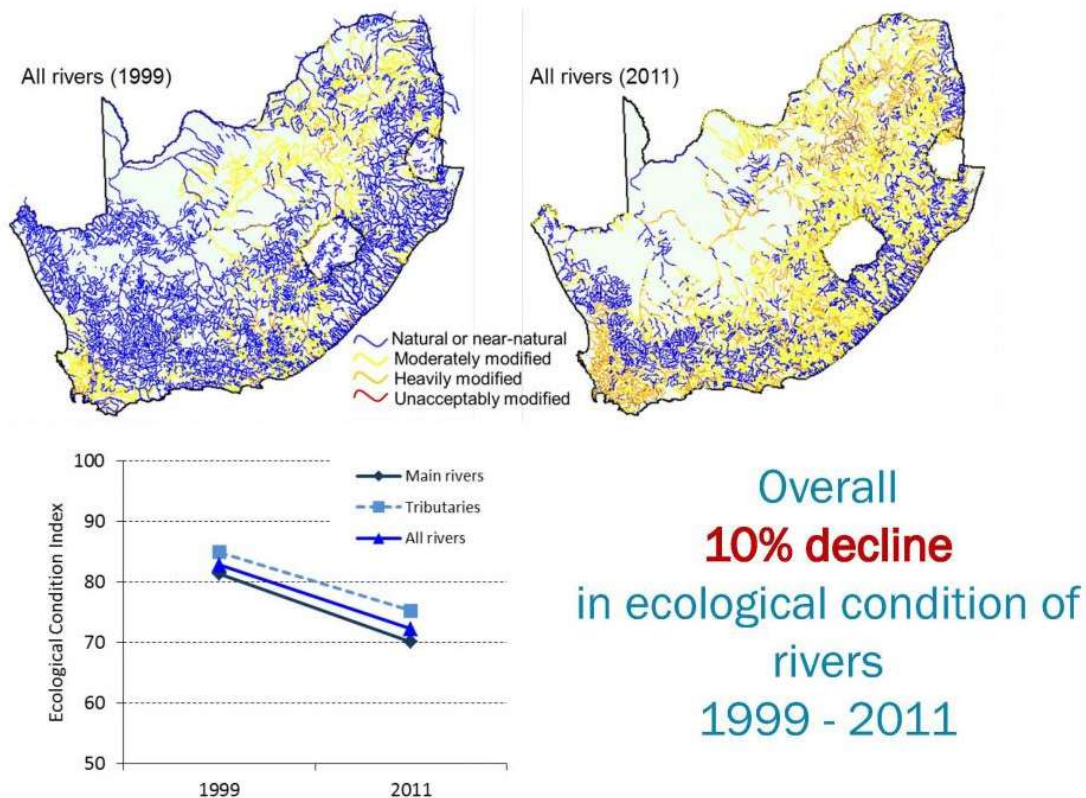 All rivers (1999)
All rivers (2011)
Natural or near-natural
Moderately modified
Heavily modified
Unacceptably modified
Ecological Condition Index
100
90
80
70
60
50
1999
2011
Main rivers
Tributaries
All rivers
Overall
10% decline
in ecological condition of
rivers
1999 - 2011